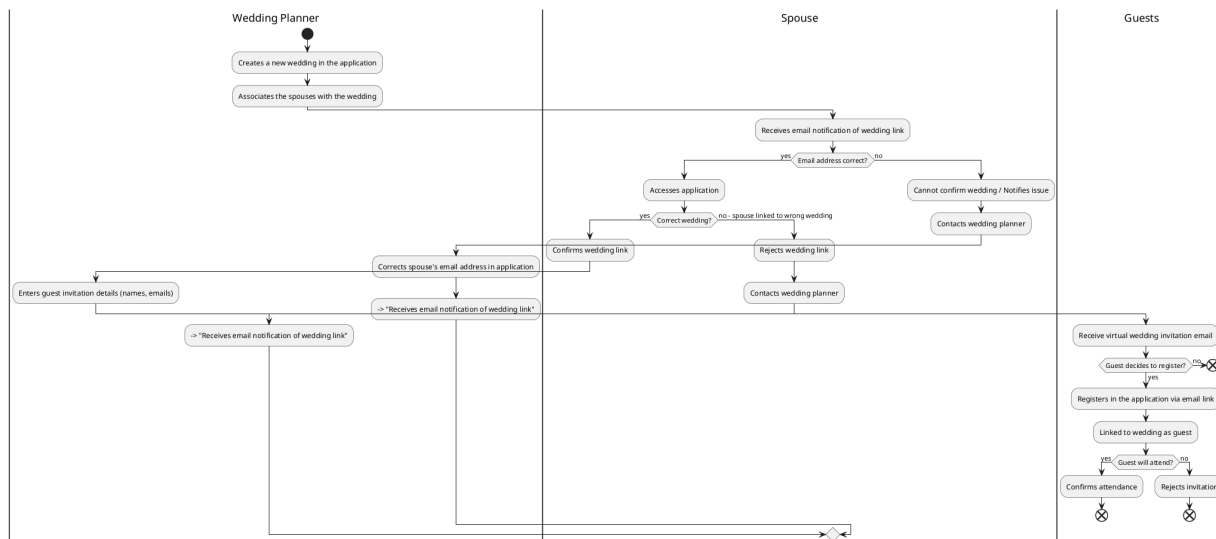 Wedding Planner
Spouse
Guests
Creates a new wedding in the application
Associates the spouses with the wedding
Receives email notification of wedding link
yes
Email address correct?
no
Accesses application
Cannot confirm wedding / Notifies issue
yes
Correct wedding?
no - spouse linked to wrong wedding
Contacts wedding planner
Confirms wedding link
Rejects wedding link
Corrects spouse's email address in application
Enters guest invitation details (names, emails)
Contacts wedding planner
-> "Receives email notification of wedding link"
-> "Receives email notification of wedding link"
Receive virtual wedding invitation email
Guest decides to register?
no
yes
Registers in the application via email link
Linked to wedding as guest
yes
Guest will attend?
no
Confirms attendance
Rejects invitation